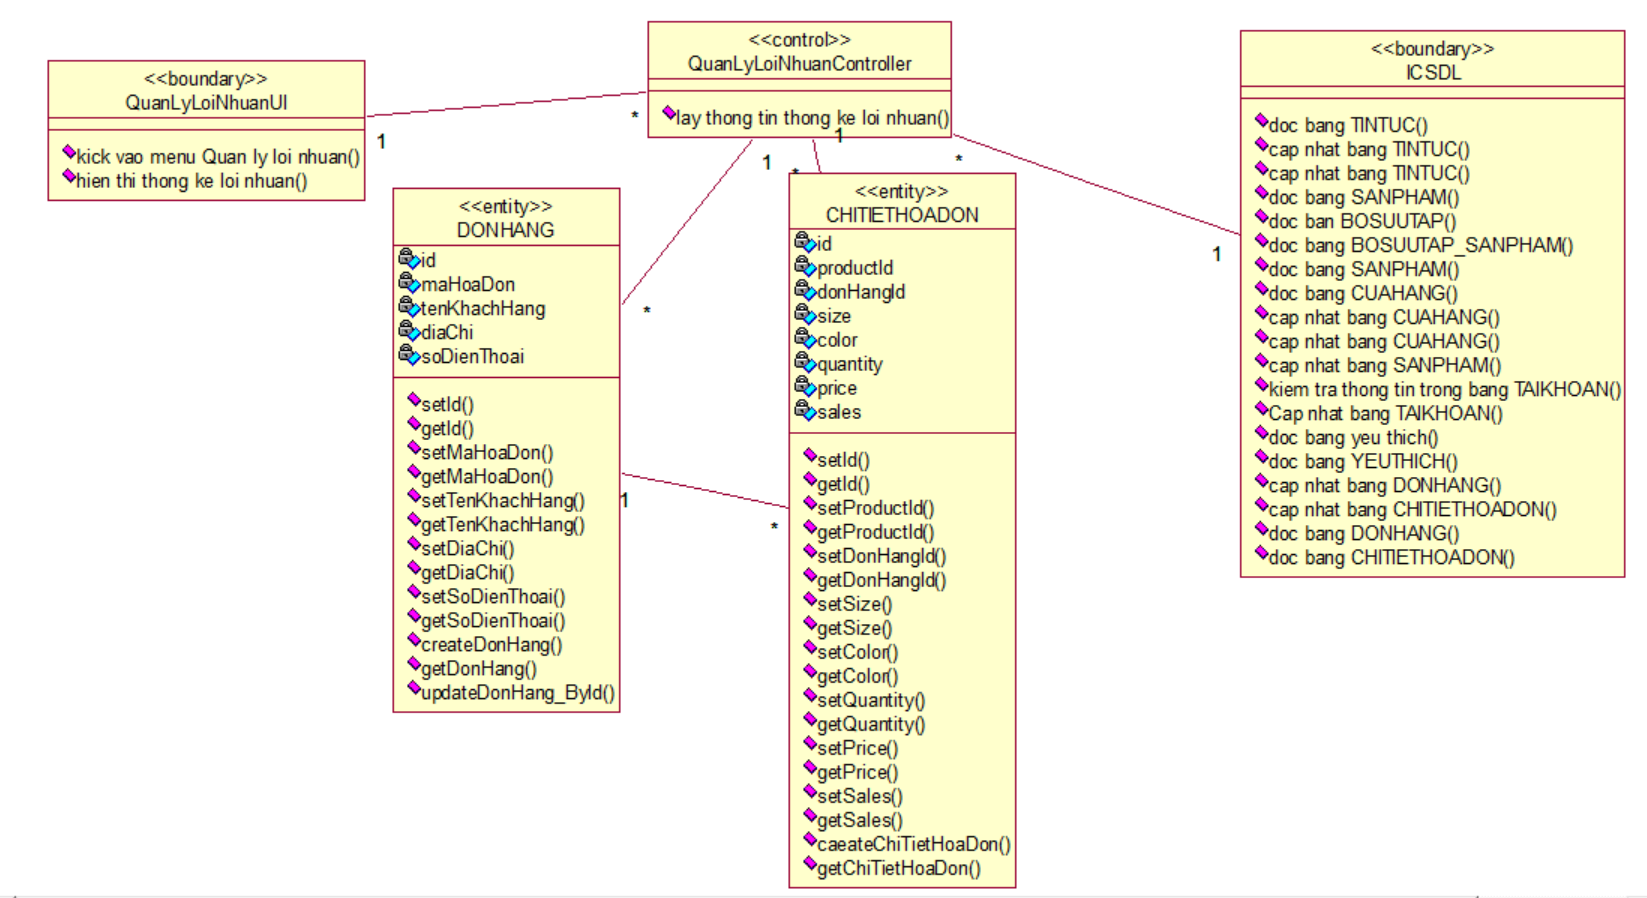 <<boundary>>
QuanLyLoiNhuanUI
kick vao menu Quan ly loi nhuan()
hien thi thong ke loi nhuan()
1
*
<<control>>
QuanLyLoiNhuanController
lay thong tin thong ke loi nhuan()
1
*
1
*
*
1
<<entity>>
DONHANG
id
maHoaDon
tenKhachHang
diaChi
soDienThoai
setId()
getId()
setMaHoaDon()
getMaHoaDon()
setTenKhachHang()
getTenKhachHang()
setDiaChi()
getDiaChi()
setSoDienThoai()
getSoDienThoai()
createDonHang()
getDonHang()
updateDonHang_ById()
1
*
<<entity>>
CHITIETHOADON
id
productId
donHangId
size
color
quantity
price
sales
setId()
getId()
setProductId()
getProductId()
setDonHangId()
getDonHangId()
setSize()
getSize()
setColor()
getColor()
setQuantity()
getQuantity()
setPrice()
getPrice()
setSales()
getSales()
caeateChiTietHoaDon()
getChiTietHoaDon()
<<boundary>>
ICSDL
doc bang TINTUC()
cap nhat bang TINTUC()
cap nhat bang TINTUC()
doc bang SANPHAM()
doc ban BOSUUTAP()
doc bang BOSUUTAP_SANPHAM()
doc bang SANPHAM()
doc bang CUAHANG()
cap nhat bang CUAHANG()
cap nhat bang CUAHANG()
cap nhat bang SANPHAM()
kiem tra thong tin trong bang TAIKHOAN()
Cap nhat bang TAIKHOAN()
doc bang yeu thich()
doc bang YEUTHICH()
cap nhat bang DONHANG()
cap nhat bang CHITIETHOADON()
doc bang DONHANG()
doc bang CHITIETHOADON()